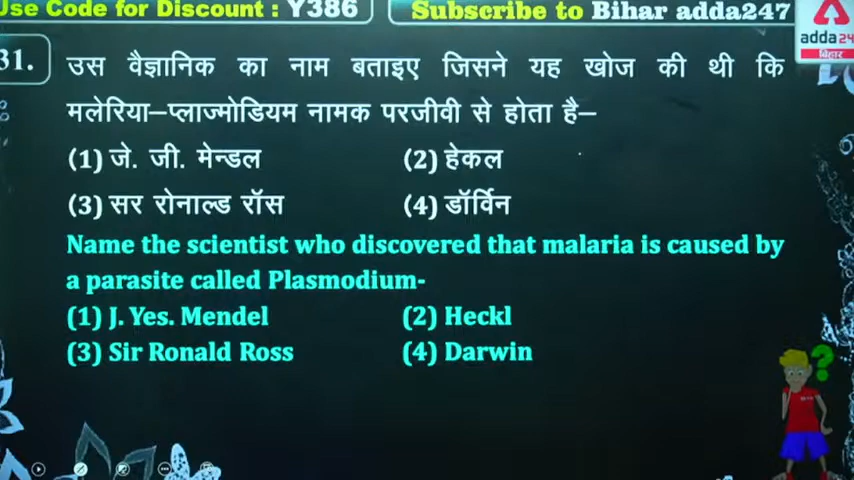 Use Code for Discount : Y386
Subscribe to Bihar adda247
adda24
बिहार
31. उस वैज्ञानिक का नाम बताइए जिसने यह खोज की थी कि
मलेरिया–प्लाज्मोडियम नामक परजीवी से होता है–
(1) जे. जी. मेन्डल (2) हेकल
(3) सर रोनाल्ड रॉस (4) डॉर्विन
Name the scientist who discovered that malaria is caused by
a parasite called Plasmodium-
(1) J. Yes. Mendel (2) Heckl
(3) Sir Ronald Ross (4) Darwin